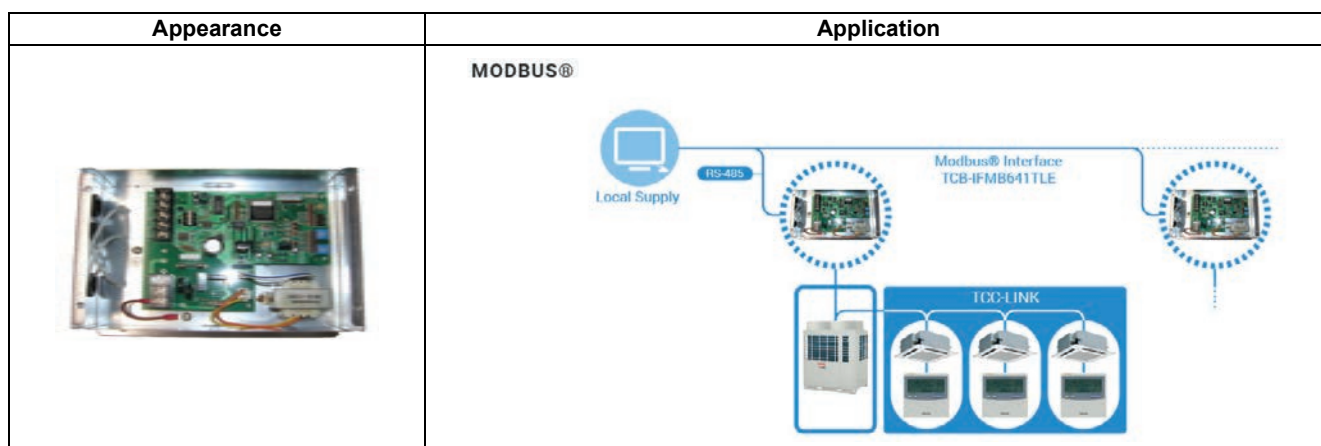 Appearance
Application
MODBUS®
Local Supply
RS-485
Modbus® Interface
TCB-IFMB641TLE
TCC-LINK